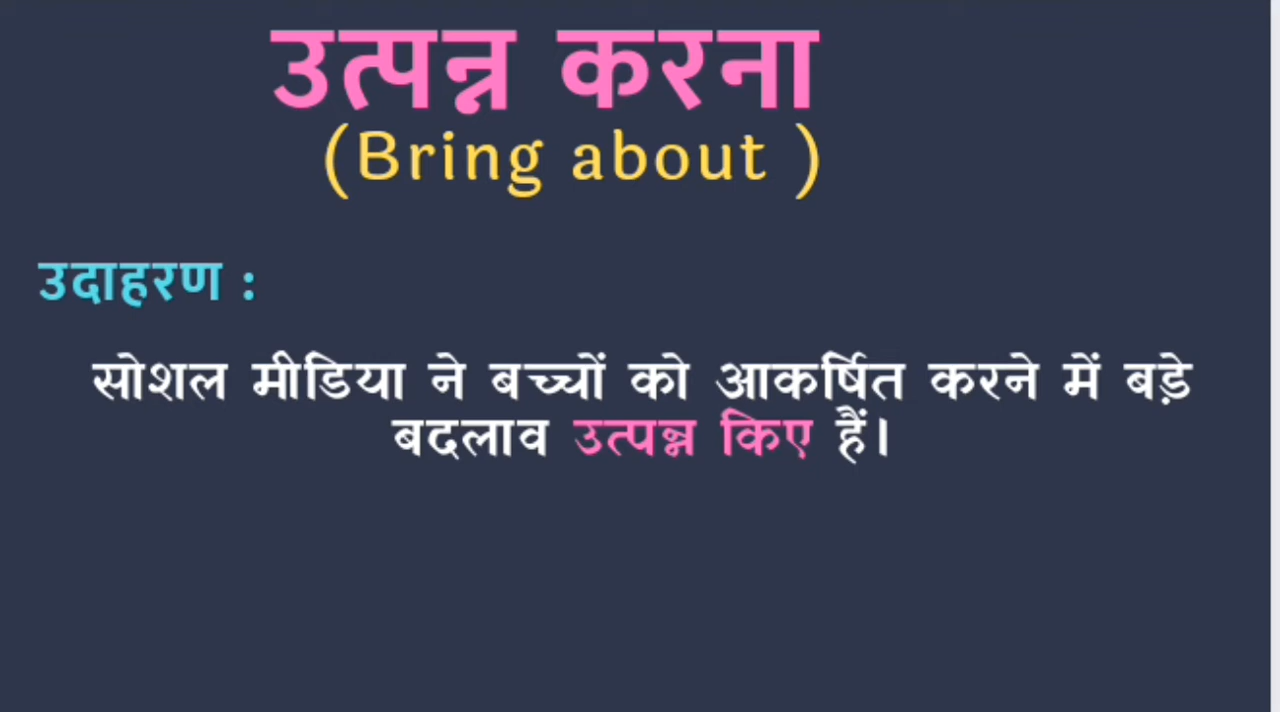 उत्पन्न करना
(Bring about )
उदाहरण :
सोशल मीडिया ने बच्चों को आकर्षित करने में बड़े
बदलाव उत्पन्न किए हैं।